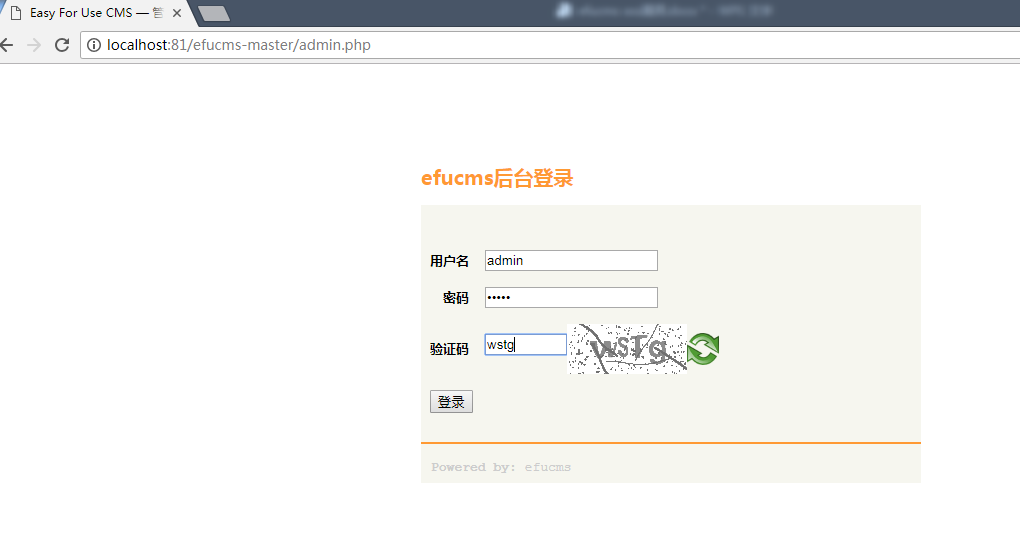 Easy For Use CMS — 管
localhost:81/efucms-master/admin.php
efucms后台登录
用户名 admin
密码 •••••
验证码 wstg wSTg
登录
Powered by: efucms